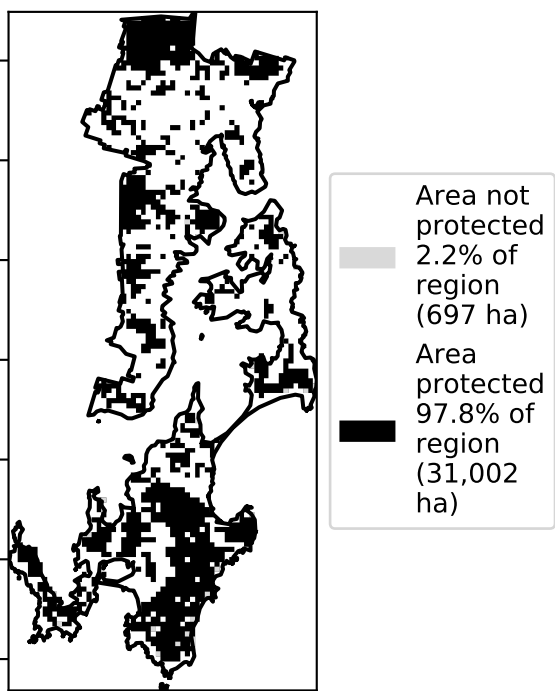 Area not
protected
2.2% of
region
(697 ha)
Area
protected
97.8% of
region
(31,002
ha)